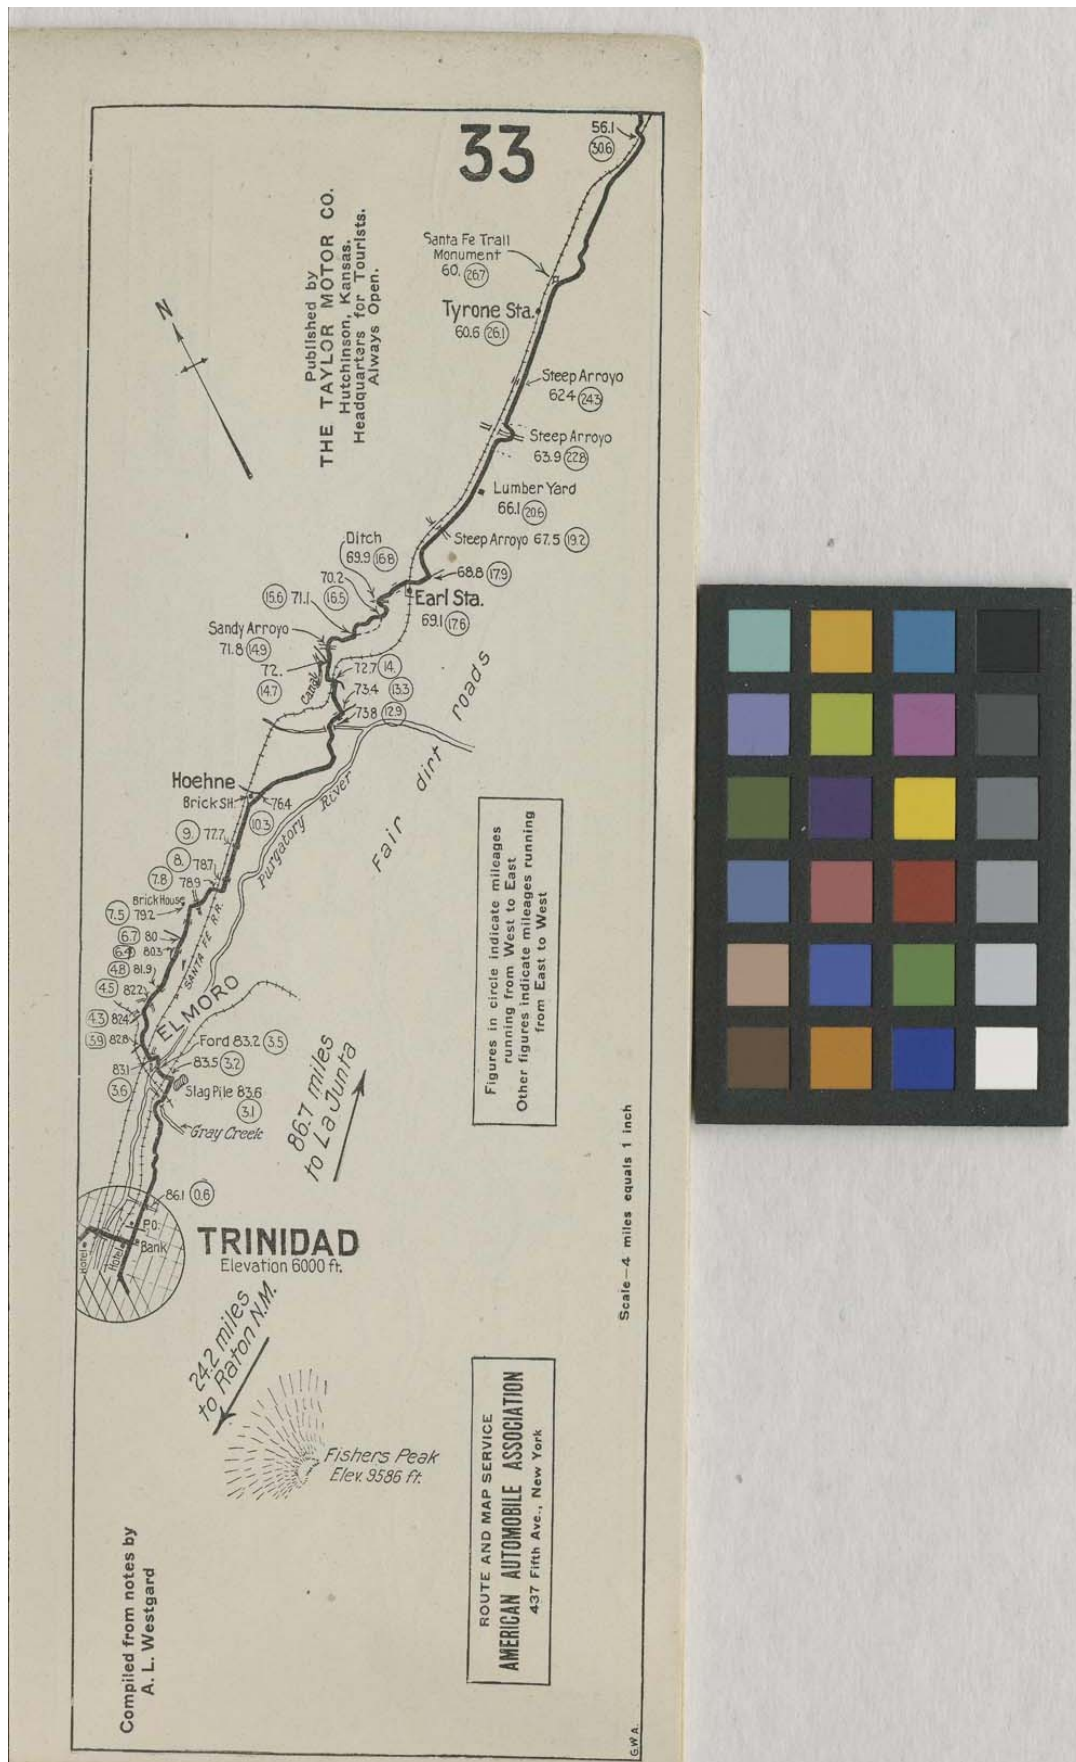 33
56.1
30.6
Published by
THE TAYLOR MOTOR CO.
Hutchinson, Kansas.
Headquarters for Tourists.
Always Open.
N
Santa Fe Trail
Monument
60. 26.7
Tyrone Sta.
60.6 26.1
Steep Arroyo
62.4 24.3
Steep Arroyo
63.9 22.8
Lumber Yard
66.1 20.6
Steep Arroyo 67.5 19.2
Ditch
69.9 16.8
68.8 17.9
70.2
16.5
Earl Sta.
69.1 17.6
15.6 71.1
Sandy Arroyo
71.8 14.9
72.
14.7
Canal
72.7 14.
73.4 13.3
73.8 12.9
Fair dirt roads
Hoehne
Brick SH.
76.4
10.3
Purgatory River
9. 77.7
8. 78.7
7.8 78.9
Brick House
7.5 79.2
6.7 80
6.4 80.3
4.8 81.9
4.5 82.2
4.3 82.4
3.9 82.8
83.1
3.6
SANTA FE R.R.
ELMORO
Ford 83.2 3.5
83.5 3.2
Slag Pile 83.6
3.1
Gray Creek
86.7 miles
to La Junta
Figures in circle indicate mileages
running from West to East
Other figures indicate mileages running
from East to West
Scale—4 miles equals 1 inch
86.1 0.6
P.O.
Bank
Hotel
Hotel
TRINIDAD
Elevation 6000 ft.
24.2 miles
to Raton N.M.
Fishers Peak
Elev. 9586 ft.
ROUTE AND MAP SERVICE
AMERICAN AUTOMOBILE ASSOCIATION
437 Fifth Ave., New York
Compiled from notes by
A. L. Westgard
G.W.A.